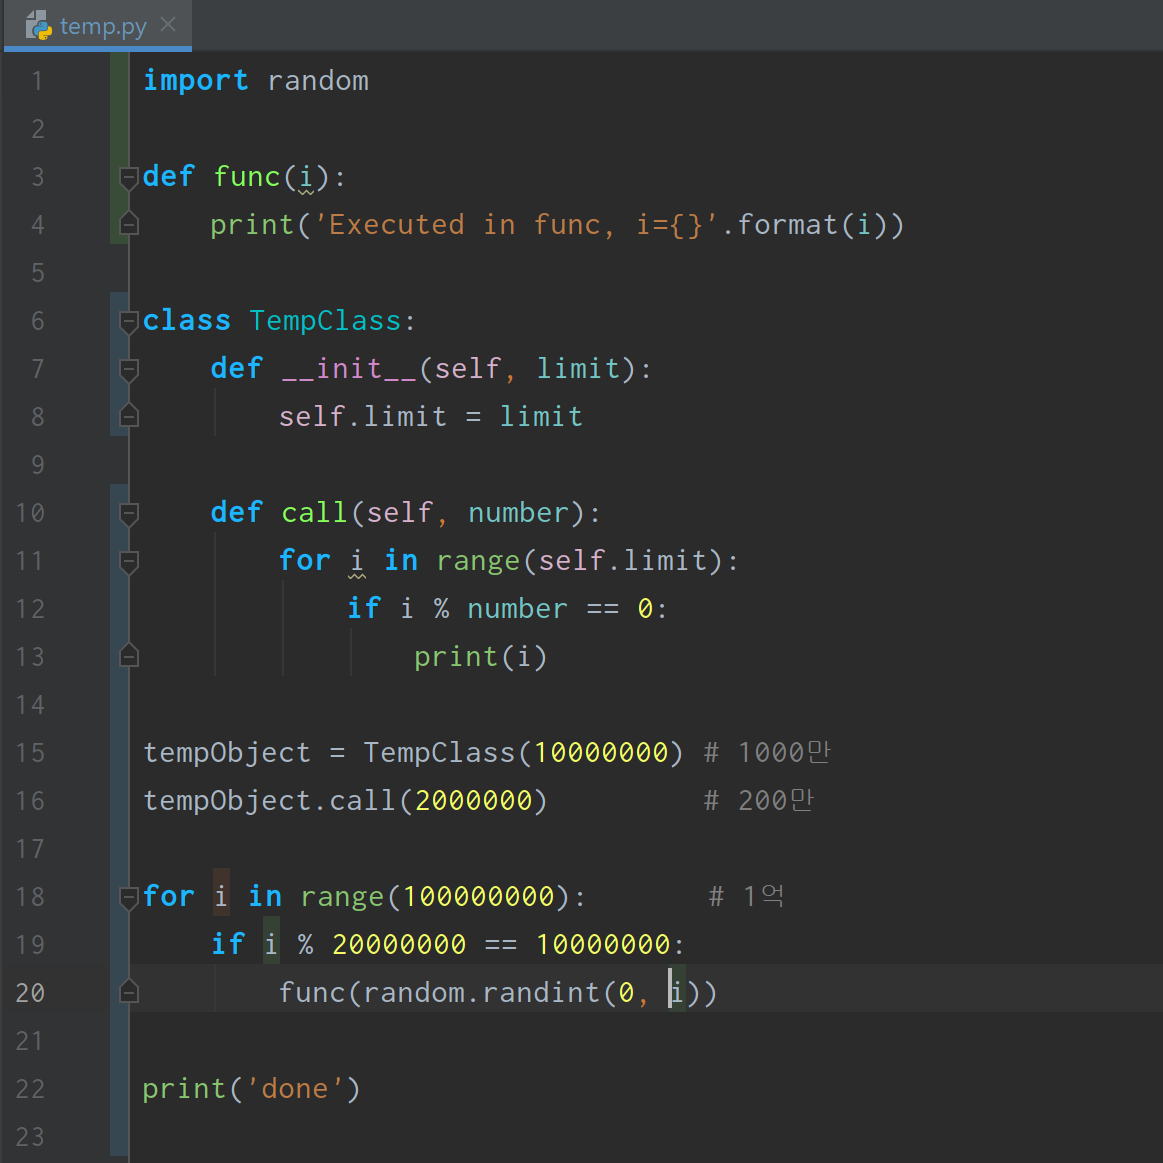 temp.py
1 import random
2
3 def func(i):
4     print('Executed in func, i={}'.format(i))
5
6 class TempClass:
7     def __init__(self, limit):
8         self.limit = limit
9
10     def call(self, number):
11         for i in range(self.limit):
12             if i % number == 0:
13                 print(i)
14
15 tempObject = TempClass(10000000) # 1000만
16 tempObject.call(2000000)         # 200만
17
18 for i in range(100000000):       # 1억
19     if i % 20000000 == 10000000:
20         func(random.randint(0, i))
21
22 print('done')
23